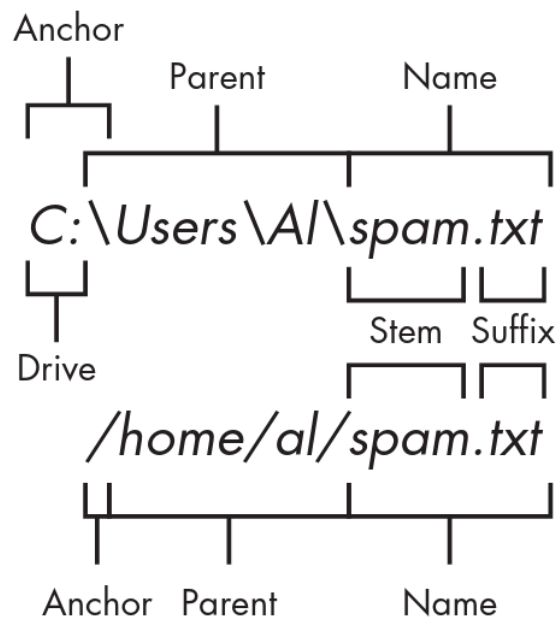 Anchor
Parent Name
C:\Users\Al\spam.txt
Stem Suffix
Drive
/home/al/spam.txt
Anchor Parent Name